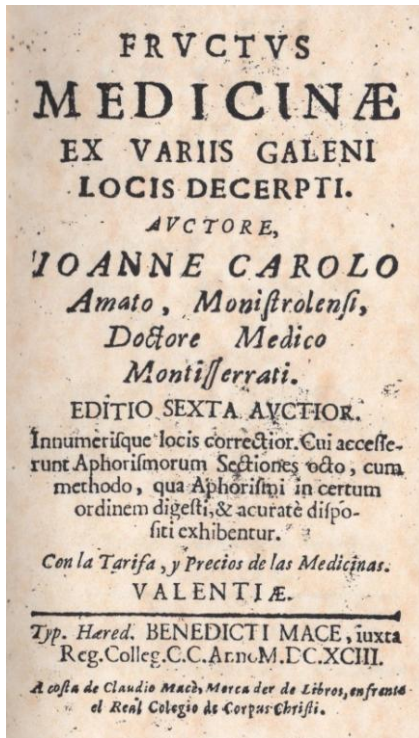 FRVCTVS
MEDICINÆ
EX VARIIS GALENI
LOCIS DECERPTI.
AVCTORE,
IOANNE CAROLO
Amato, Moniſtrolenſi,
Doctore Medico
Montiſſerrati.
EDITIO SEXTA AVCTIOR.
Innumeriſque locis correctior. Cui acceſſe-
runt Aphoriſmorum Sectiones octo, cum
methodo, qua Aphoriſmi in certum
ordinem digeſti, & acuratè diſpo-
ſiti exhibentur.
Con la Tarifa, y Precios de las Medicinas.
VALENTIÆ.
Typ. Hæred. BENEDICTI MACE, iuxta
Reg. Colleg. C.C. Anno M.DC.XCIII.
A coſta de Claudio Macè, Mercader de Libros, enfrente
el Real Colegio de Corpus Chriſti.